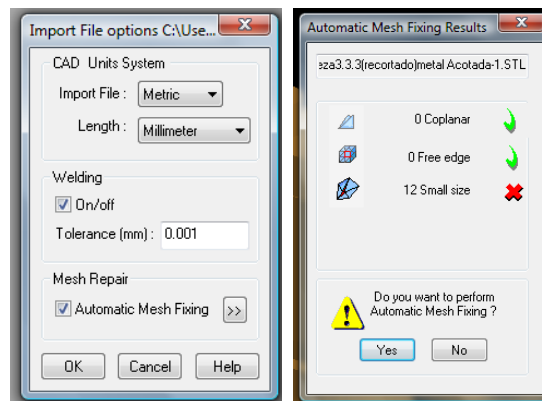 Import File options C:\Use...
CAD Units System
Import File : Metric
Length : Millimeter
Welding
On/off
Tolerance (mm) : 0.001
Mesh Repair
Automatic Mesh Fixing >>
OK Cancel Help
Automatic Mesh Fixing Results
eza3.3.3(recortado)metal Acotada-1.STL
0 Coplanar
0 Free edge
12 Small size
Do you want to perform
Automatic Mesh Fixing ?
Yes No